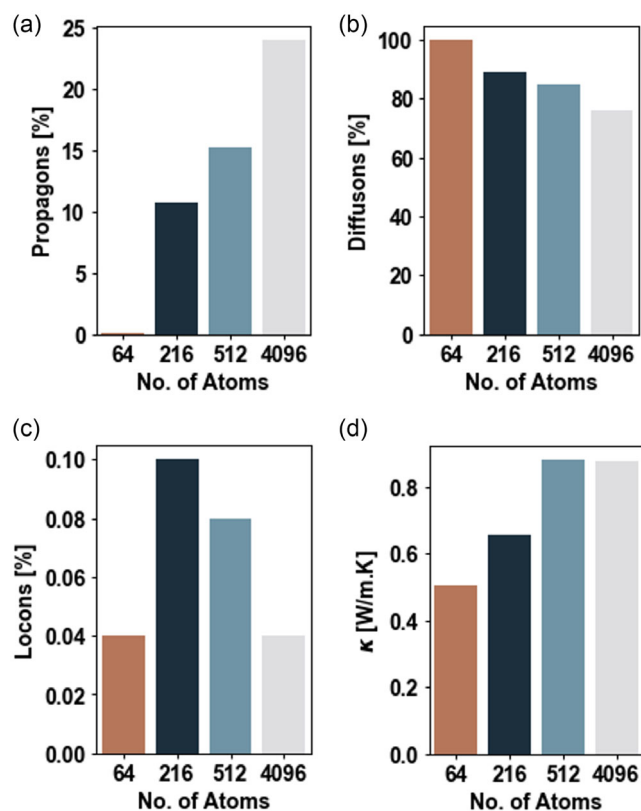 (a)
Propagons [%]
25
20
15
10
5
0
64 216 512 4096
No. of Atoms
(b)
Diffusons [%]
100
80
60
40
20
0
64 216 512 4096
No. of Atoms
(c)
Locons [%]
0.10
0.08
0.06
0.04
0.02
0.00
64 216 512 4096
No. of Atoms
(d)
κ [W/m.K]
0.8
0.6
0.4
0.2
0.0
64 216 512 4096
No. of Atoms